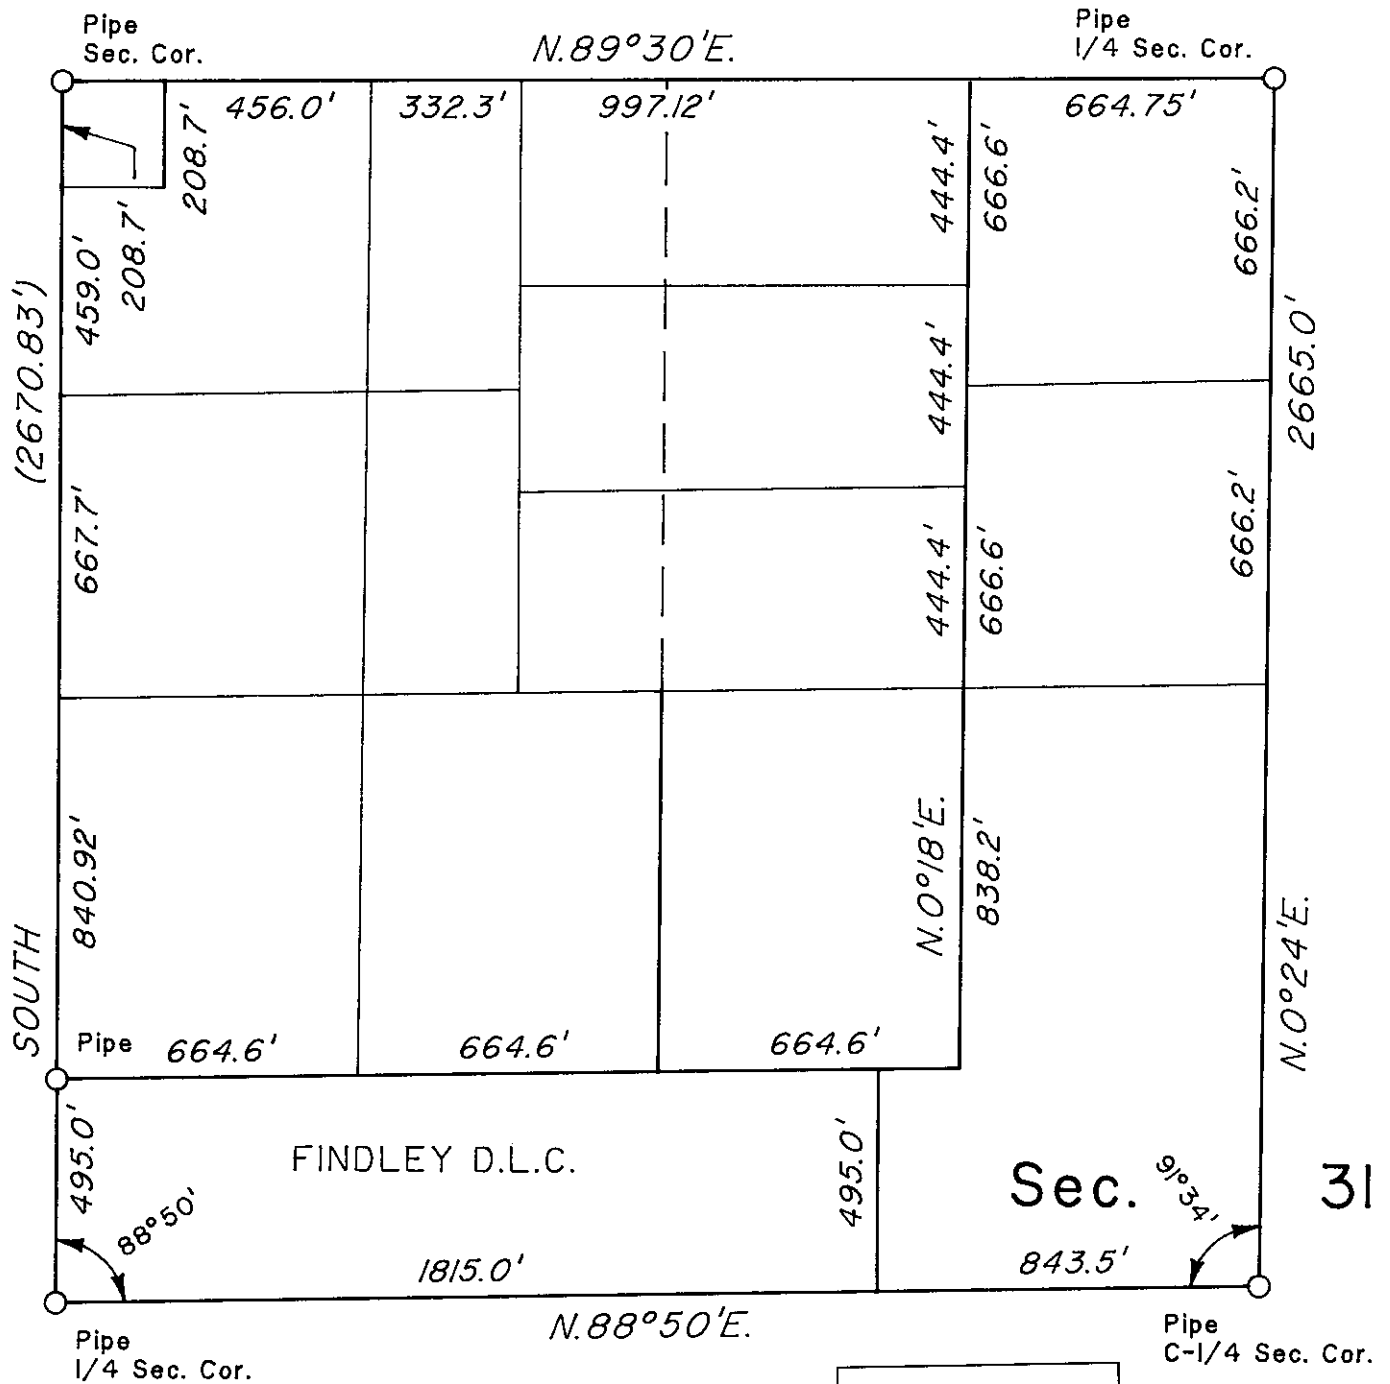 Pipe
Sec. Cor.
N.89°30'E.
Pipe
1/4 Sec. Cor.
456.0'
332.3'
997.12'
664.75'
208.7'
208.7'
459.0'
(2670.83')
444.4'
666.6'
666.2'
2665.0'
444.4'
667.7'
444.4'
666.6'
666.2'
840.92'
N.0°18'E.
838.2'
SOUTH
N.0°24'E.
Pipe
664.6'
664.6'
664.6'
495.0'
FINDLEY D.L.C.
495.0'
Sec. 31
88°50'
91°34'
1815.0'
843.5'
N.88°50'E.
Pipe
1/4 Sec. Cor.
Pipe
C-1/4 Sec. Cor.